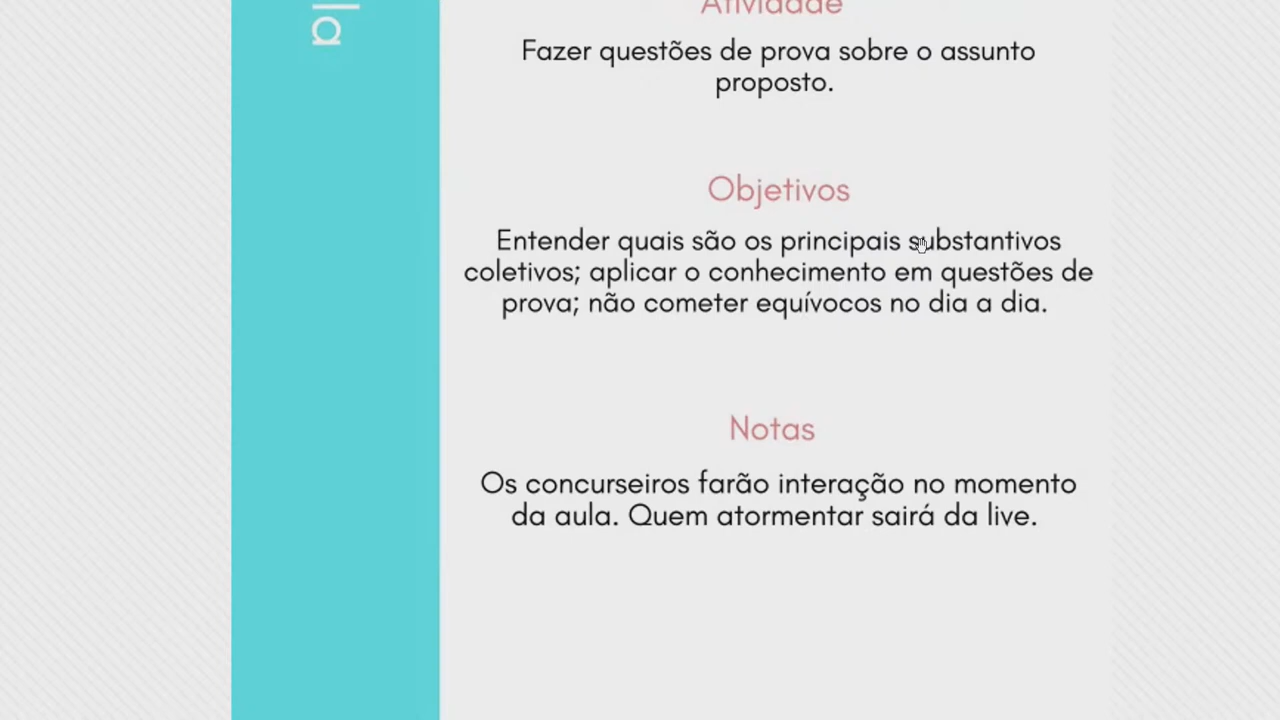 la
Atividade
Fazer questões de prova sobre o assunto
proposto.
Objetivos
Entender quais são os principais substantivos
coletivos; aplicar o conhecimento em questões de
prova; não cometer equívocos no dia a dia.
Notas
Os concurseiros farão interação no momento
da aula. Quem atormentar sairá da live.